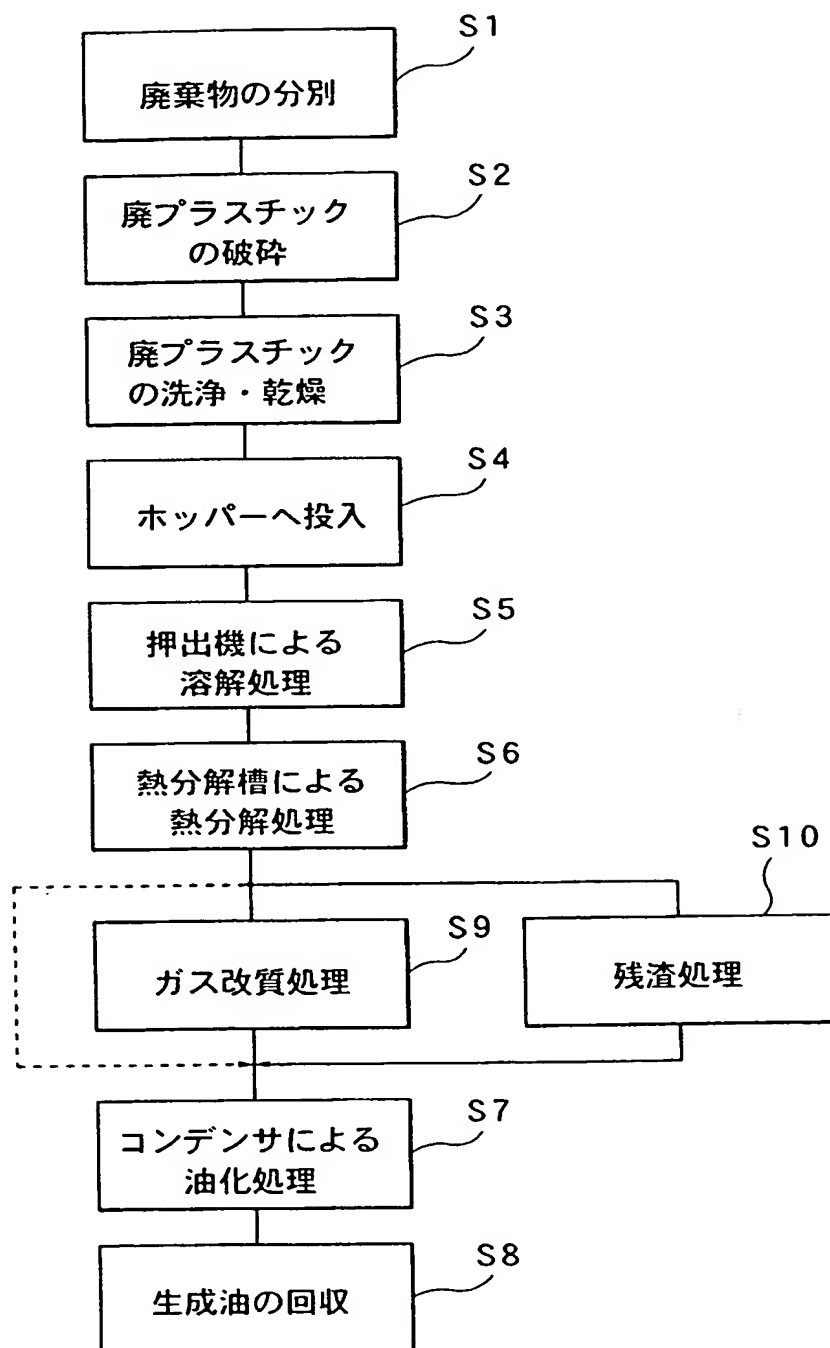 S1
廃棄物の分別
S2
廃プラスチック
の破砕
S3
廃プラスチック
の洗浄・乾燥
S4
ホッパーへ投入
S5
押出機による
溶解処理
S6
熱分解槽による
熱分解処理
S10
S9
ガス改質処理
残渣処理
S7
コンデンサによる
油化処理
S8
生成油の回収